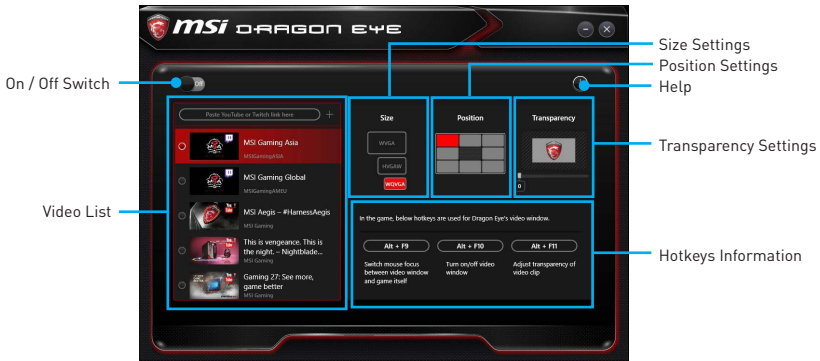 msi DRAGON EYE
Size Settings
Position Settings
Help
On / Off Switch
Off
Paste YouTube or Twitch link here
MSI Gaming Asia
MSIGamingASIA
MSI Gaming Global
MSIGamingAMEU
MSI Aegis – #HarnessAegis
MSI Gaming
This is vengeance. This is
the night. – Nightblade...
MSI Gaming
Gaming 27: See more,
game better
MSI Gaming
Video List
Size
WVGA
HVGAW
WQVGA
Position
Transparency
0
Transparency Settings
In the game, below hotkeys are used for Dragon Eye's video window.
Alt + F9
Alt + F10
Alt + F11
Switch mouse focus
between video window
and game itself
Turn on/off video
window
Adjust transparency of
video clip
Hotkeys Information